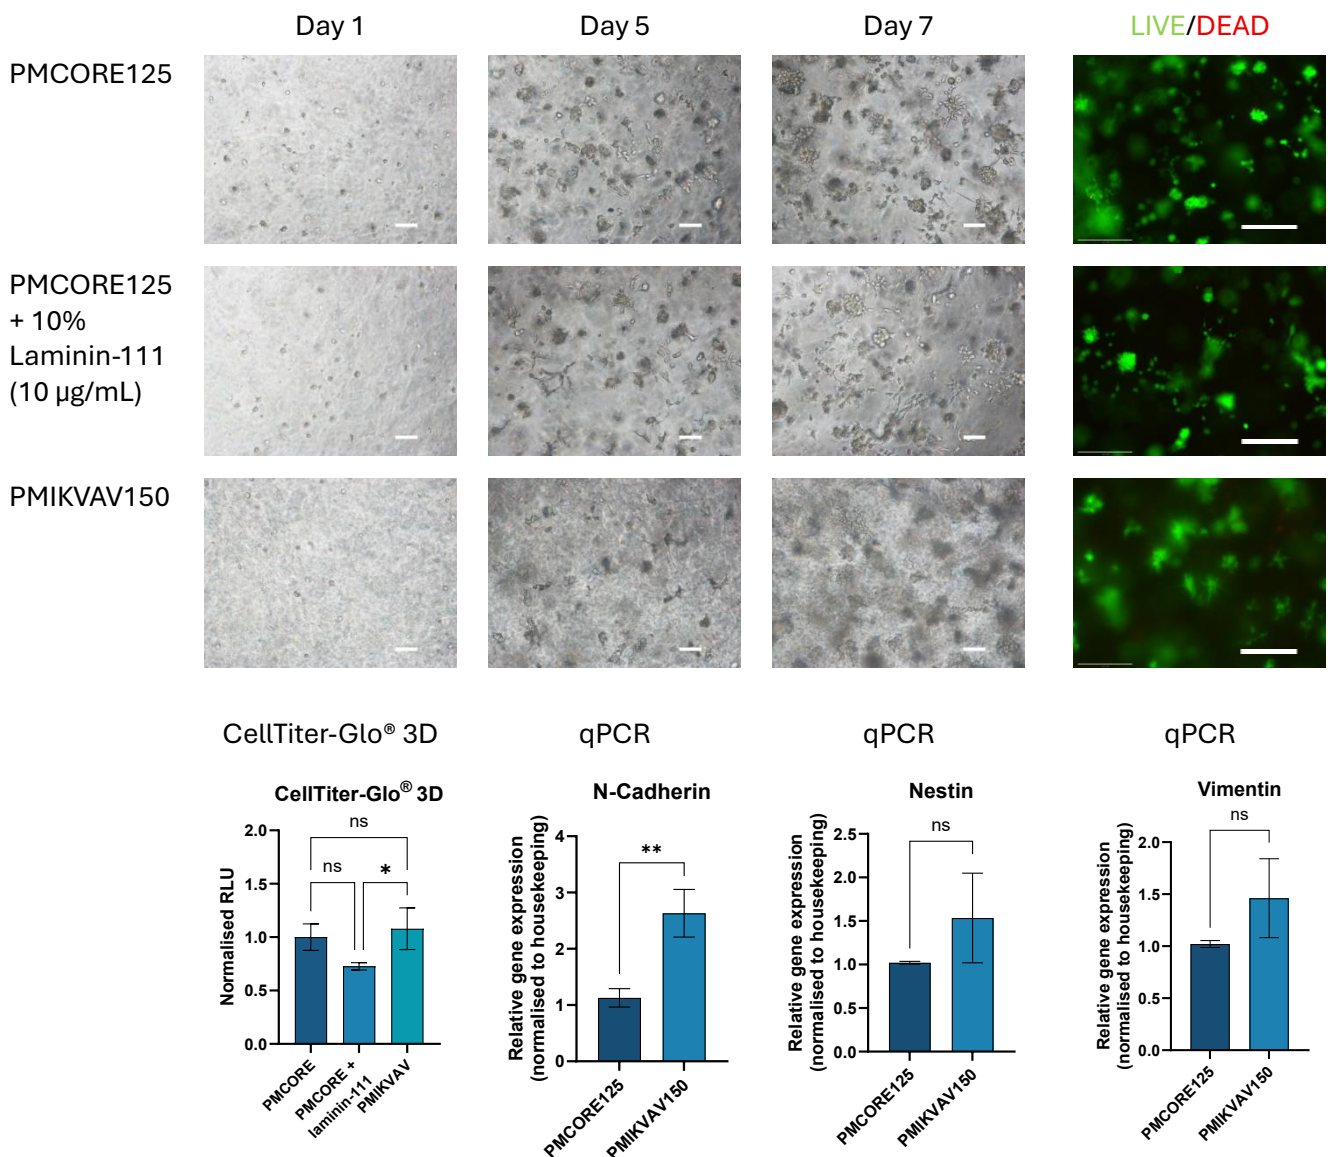 Day 1
Day 5
Day 7
LIVE/DEAD
PMCORE125
PMCORE125
+ 10%
Laminin-111
(10 µg/mL)
PMIKVAV150
CellTiter-Glo® 3D
qPCR
qPCR
qPCR
CellTiter-Glo® 3D
Normalised RLU
2.0
1.5
1.0
0.5
0.0
ns
ns
*
PMCORE
PMCORE +
laminin-111
PMIKVAV
N-Cadherin
Relative gene expression
(normalised to housekeeping)
4
3
2
1
0
**
PMCORE125
PMIKVAV150
Nestin
Relative gene expression
(normalised to housekeeping)
2.5
2.0
1.5
1.0
0.5
0.0
ns
PMCORE125
PMIKVAV150
Vimentin
Relative gene expression
(normalised to housekeeping)
2.0
1.5
1.0
0.5
0.0
ns
PMCORE125
PMIKVAV150